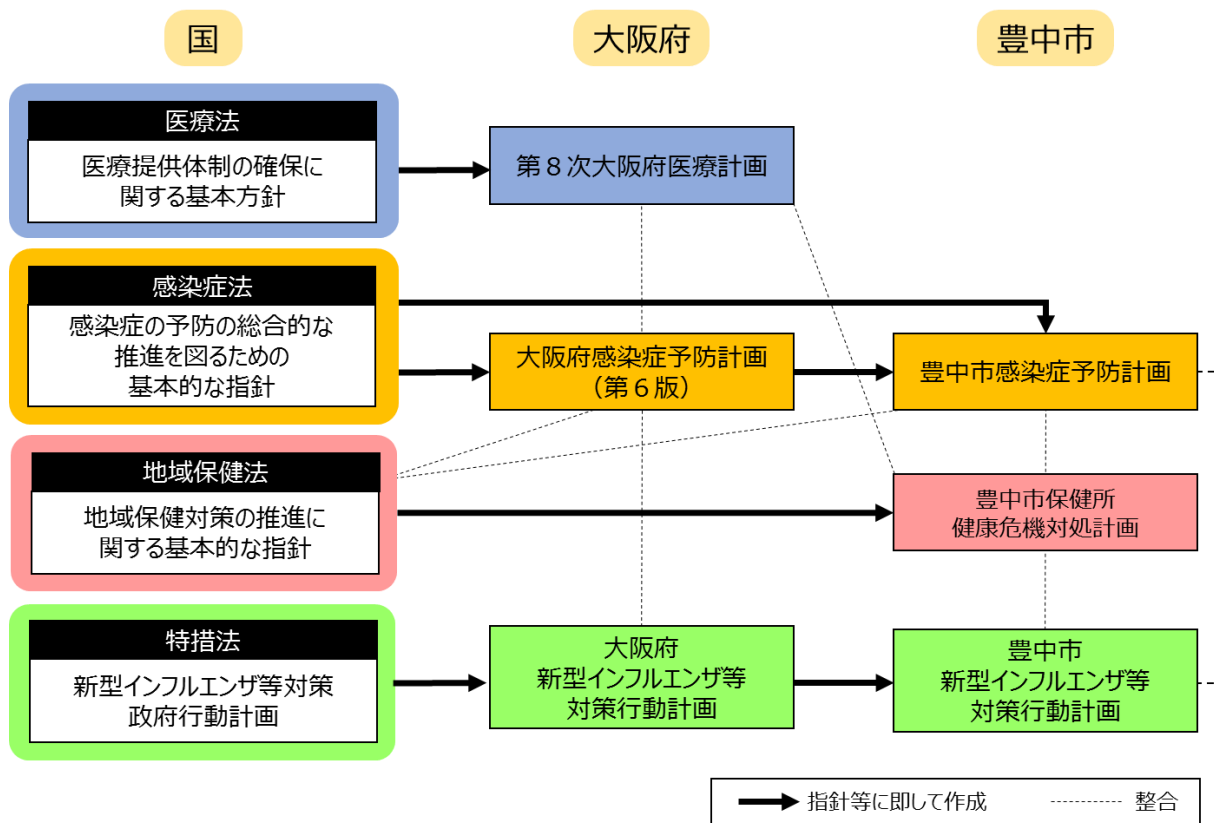 国
大阪府
豊中市
医療法
医療提供体制の確保に
関する基本方針
第８次大阪府医療計画
感染症法
感染症の予防の総合的な
推進を図るための
基本的な指針
大阪府感染症予防計画
（第６版）
豊中市感染症予防計画
地域保健法
地域保健対策の推進に
関する基本的な指針
豊中市保健所
健康危機対処計画
特措法
新型インフルエンザ等対策
政府行動計画
大阪府
新型インフルエンザ等
対策行動計画
豊中市
新型インフルエンザ等
対策行動計画
指針等に即して作成
整合